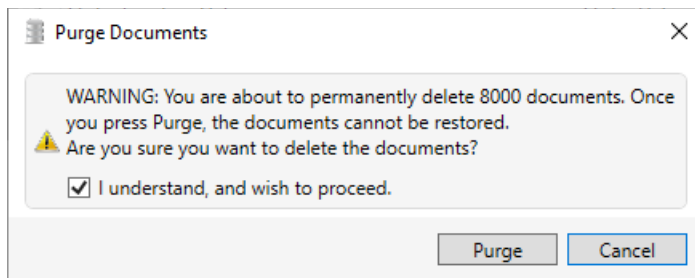 Purge Documents
WARNING: You are about to permanently delete 8000 documents. Once
you press Purge, the documents cannot be restored.
Are you sure you want to delete the documents?
I understand, and wish to proceed.
Purge Cancel